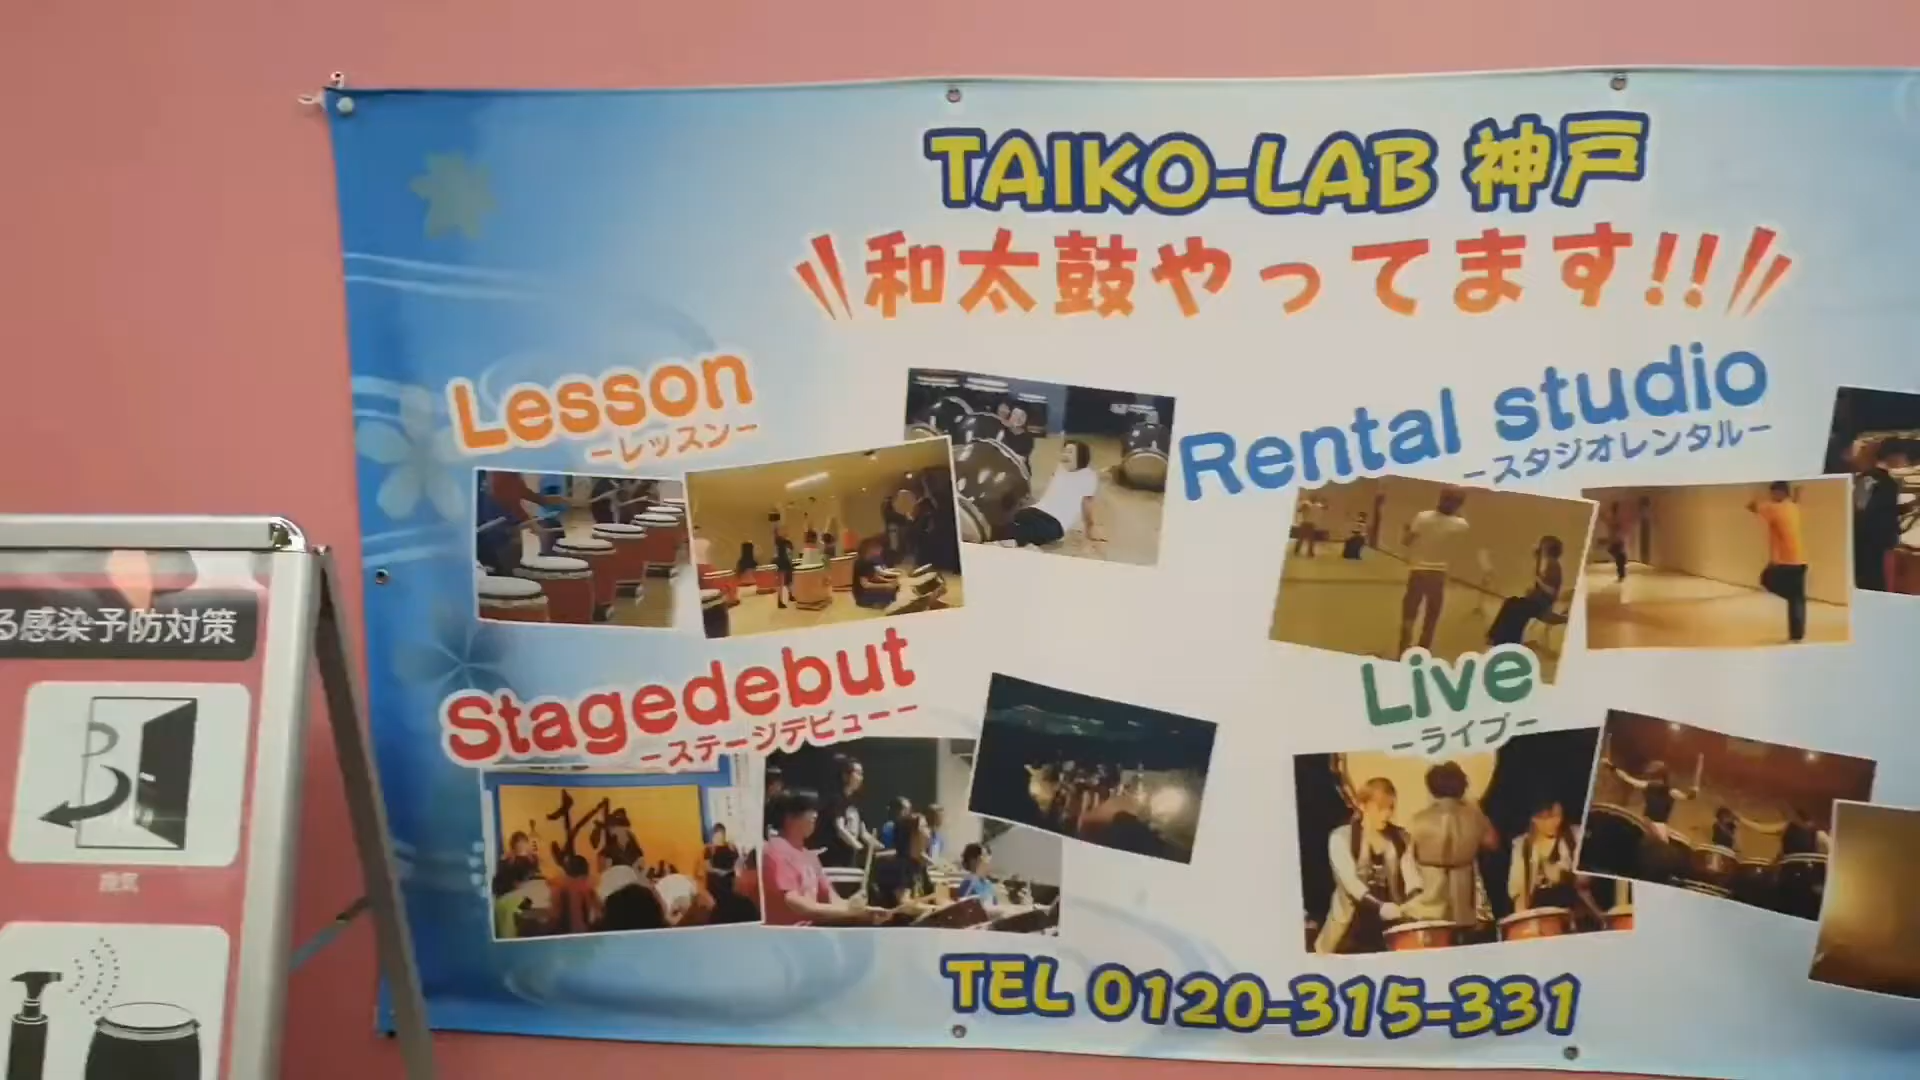 TAIKO-LAB 神戸
和太鼓やってます!!
Lesson
ーレッスンー
Rental studio
ースタジオレンタルー
Stagedebut
ーステージデビューー
Live
ーライブー
TEL 0120-315-331
る感染予防対策
換気